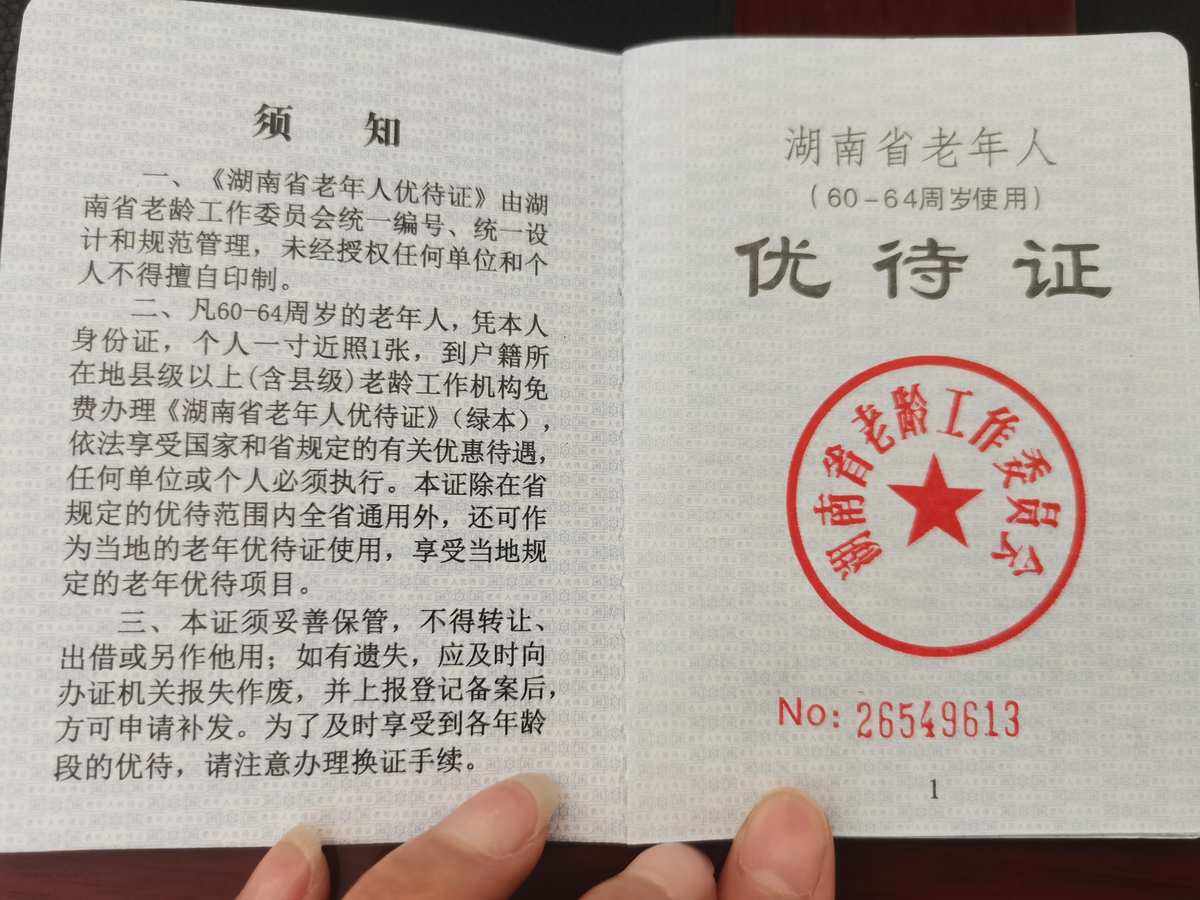 须 知
一、《湖南省老年人优待证》由湖
南省老龄工作委员会统一编号、统一设
计和规范管理，未经授权任何单位和个
人不得擅自印制。
二、凡60-64周岁的老年人，凭本人
身份证，个人一寸近照1张，到户籍所
在地县级以上(含县级)老龄工作机构免
费办理《湖南省老年人优待证》（绿本），
依法享受国家和省规定的有关优惠待遇，
任何单位或个人必须执行。本证除在省
规定的优待范围内全省通用外，还可作
为当地的老年优待证使用，享受当地规
定的老年优待项目。
三、本证须妥善保管，不得转让、
出借或另作他用；如有遗失，应及时向
办证机关报失作废，并上报登记备案后，
方可申请补发。为了及时享受到各年龄
段的优待，请注意办理换证手续。
湖南省老年人
（60-64周岁使用）
优待证
湖南省老龄工作委员会
No: 26549613
1